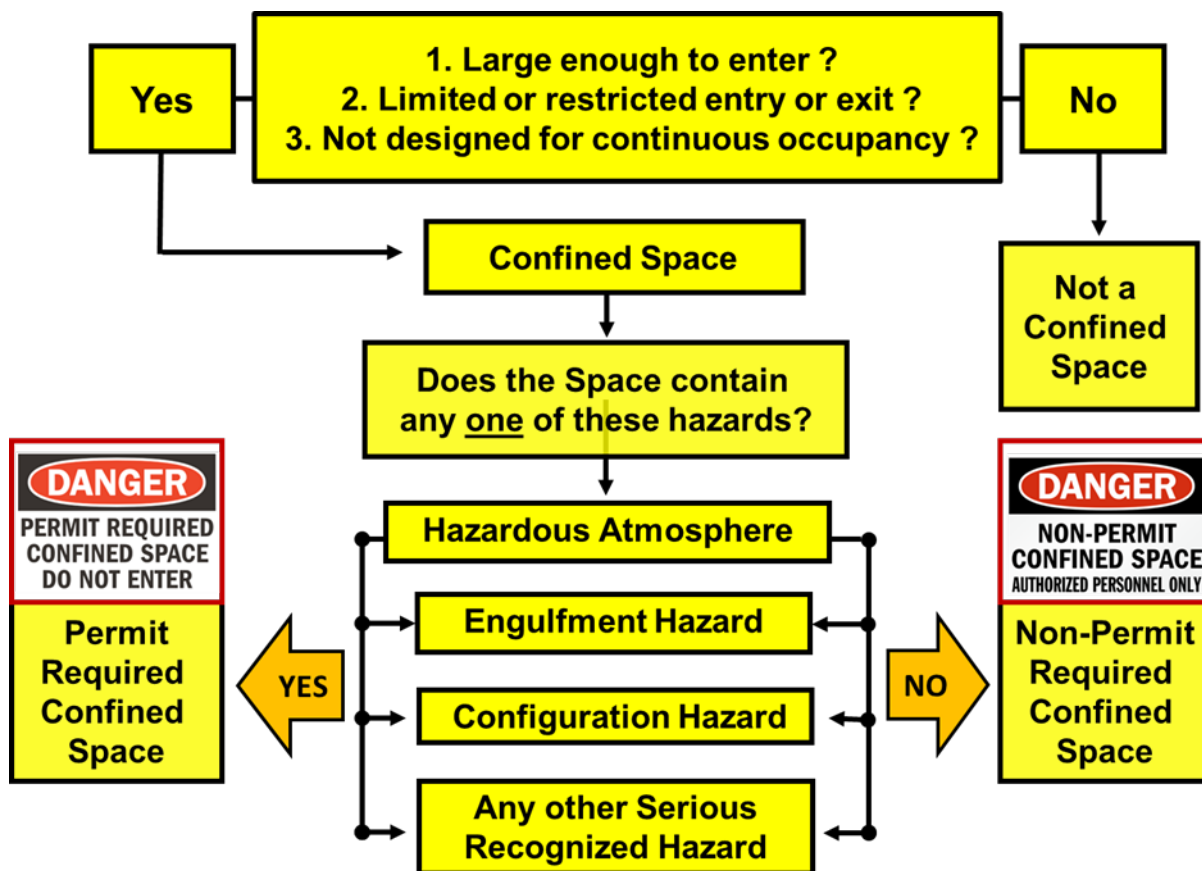 1. Large enough to enter ?
2. Limited or restricted entry or exit ?
3. Not designed for continuous occupancy ?
Yes
No
Confined Space
Not a
Confined
Space
Does the Space contain
any one of these hazards?
DANGER
PERMIT REQUIRED
CONFINED SPACE
DO NOT ENTER
Permit
Required
Confined
Space
YES
Hazardous Atmosphere
Engulfment Hazard
Configuration Hazard
Any other Serious
Recognized Hazard
NO
DANGER
NON-PERMIT
CONFINED SPACE
AUTHORIZED PERSONNEL ONLY
Non-Permit
Required
Confined
Space